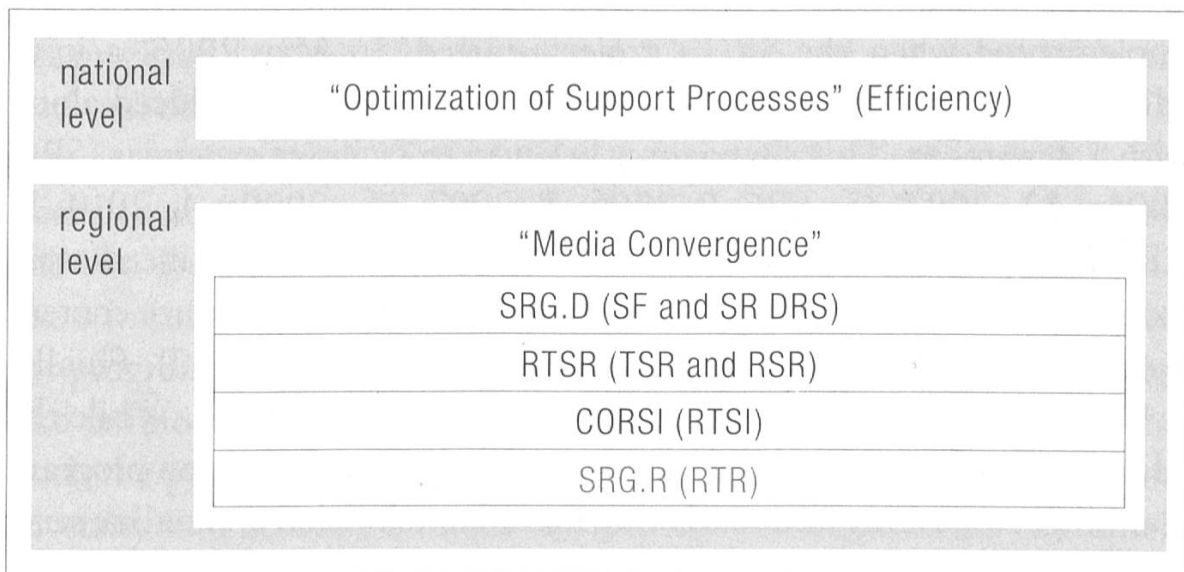 national
level
“Optimization of Support Processes” (Efficiency)
regional
level
“Media Convergence”
SRG.D (SF and SR DRS)
RTSR (TSR and RSR)
CORSI (RTSI)
SRG.R (RTR)